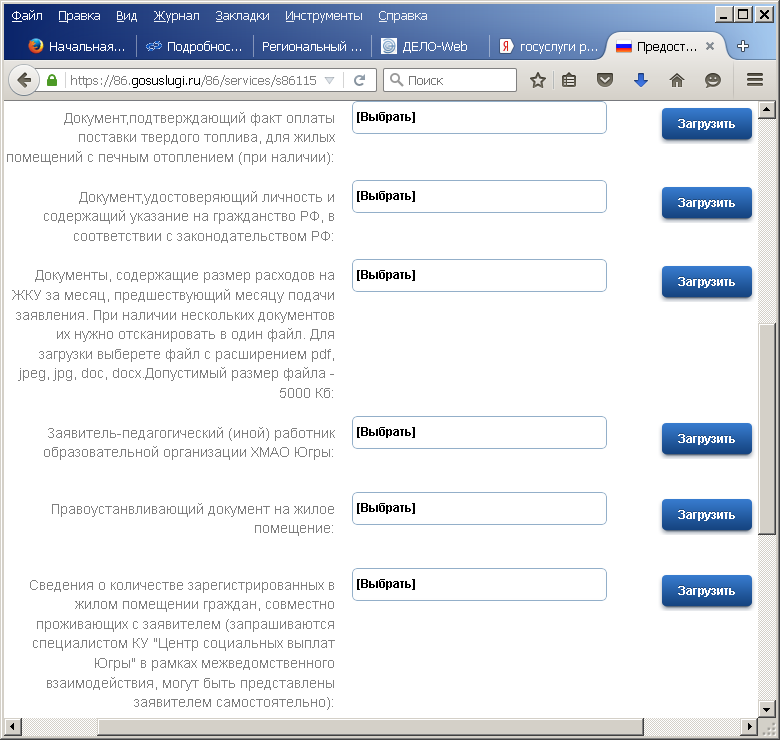 Файл Правка Вид Журнал Закладки Инструменты Справка
Начальная... Подробнос... Региональный ... ДЕЛО-Web госуслуги р... Предост...
https://86.gosuslugi.ru/86/services/s86115 Поиск
Документ,подтверждающий факт оплаты
поставки твердого топлива, для жилых
помещений с печным отоплением (при наличии):
[Выбрать]
Загрузить
Документ,удостоверяющий личность и
содержащий указание на гражданство РФ, в
соответствии с законодательством РФ:
[Выбрать]
Загрузить
Документы, содержащие размер расходов на
ЖКУ за месяц, предшествующий месяцу подачи
заявления. При наличии нескольких документов
их нужно отсканировать в один файл. Для
загрузки выберете файл с расширением pdf,
jpeg, jpg, doc, docx.Допустимый размер файла -
5000 Кб:
[Выбрать]
Загрузить
Заявитель-педагогический (иной) работник
образовательной организации ХМАО Югры:
[Выбрать]
Загрузить
Правоустанвливающий документ на жилое
помещение:
[Выбрать]
Загрузить
Сведения о количестве зарегистрированных в
жилом помещении граждан, совместно
проживающих с заявителем (запрашиваются
специалистом КУ "Центр социальных выплат
Югры" в рамках межведомственного
взаимодействия, могут быть представлены
заявителем самостоятельно):
[Выбрать]
Загрузить